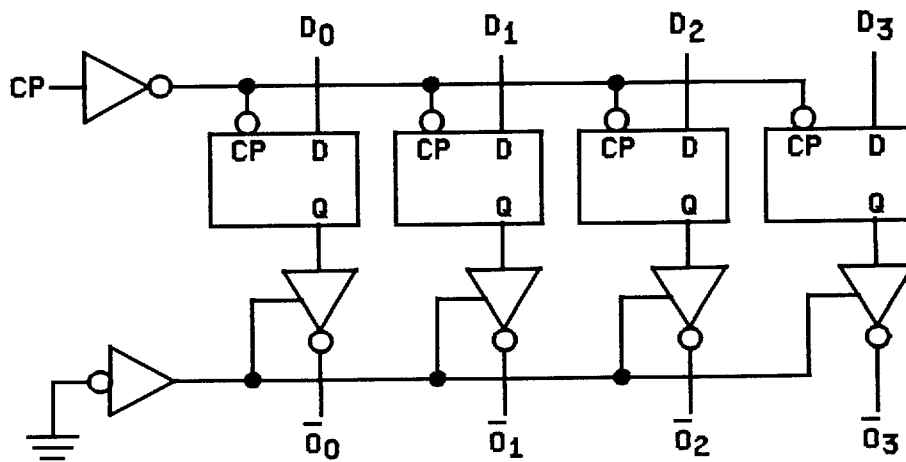 D0 D1 D2 D3
CP
CP D CP D CP D CP D
Q Q Q Q
O̅0 O̅1 O̅2 O̅3